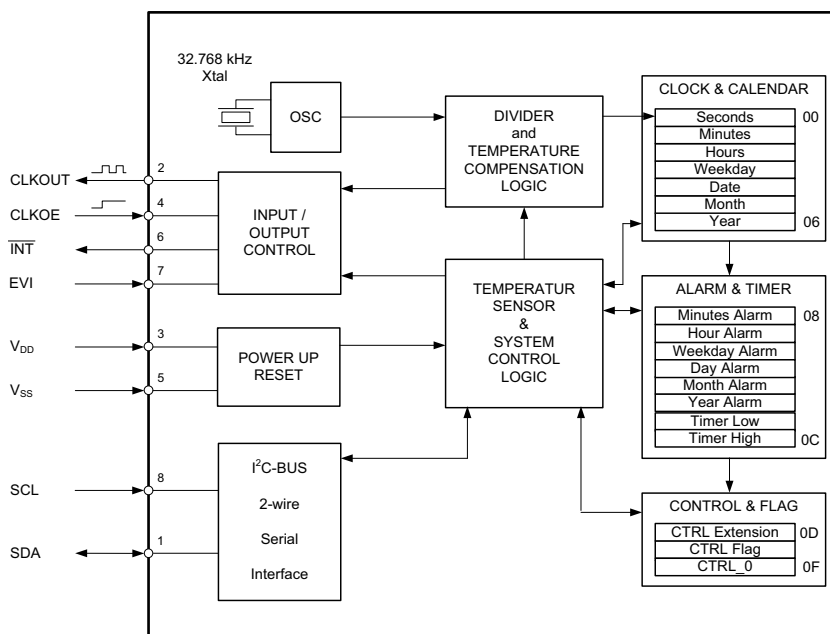 32.768 kHz
Xtal
OSC
DIVIDER
and
TEMPERATURE
COMPENSATION
LOGIC
CLOCK & CALENDAR
Seconds 00
Minutes
Hours
Weekday
Date
Month
Year 06
CLKOUT 2
CLKOE 4
INT 6
EVI 7
INPUT /
OUTPUT
CONTROL
TEMPERATUR
SENSOR
&
SYSTEM
CONTROL
LOGIC
ALARM & TIMER
Minutes Alarm 08
Hour Alarm
Weekday Alarm
Day Alarm
Month Alarm
Year Alarm
Timer Low
Timer High 0C
VDD 3
VSS 5
POWER UP
RESET
SCL 8
SDA 1
I²C-BUS
2-wire
Serial
Interface
CONTROL & FLAG
CTRL Extension 0D
CTRL Flag
CTRL_0 0F